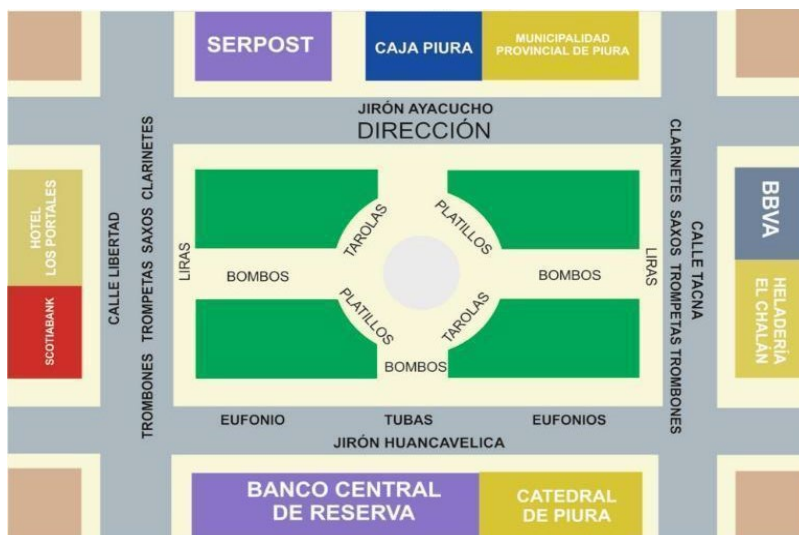 SERPOST
CAJA PIURA
MUNICIPALIDAD
PROVINCIAL DE PIURA
JIRÓN AYACUCHO
DIRECCIÓN
HOTEL
LOS PORTALES
SCOTIABANK
CALLE LIBERTAD
TROMBONES TROMPETAS SAXOS CLARINETES
LIRAS
TAROLAS
PLATILLOS
BOMBOS
BOMBOS
PLATILLOS
TAROLAS
BOMBOS
LIRAS
CLARINETES SAXOS TROMPETAS TROMBONES
CALLE TACNA
BBVA
HELADERÍA
EL CHALÁN
EUFONIO
TUBAS
EUFONIOS
JIRÓN HUANCAVELICA
BANCO CENTRAL
DE RESERVA
CATEDRAL
DE PIURA